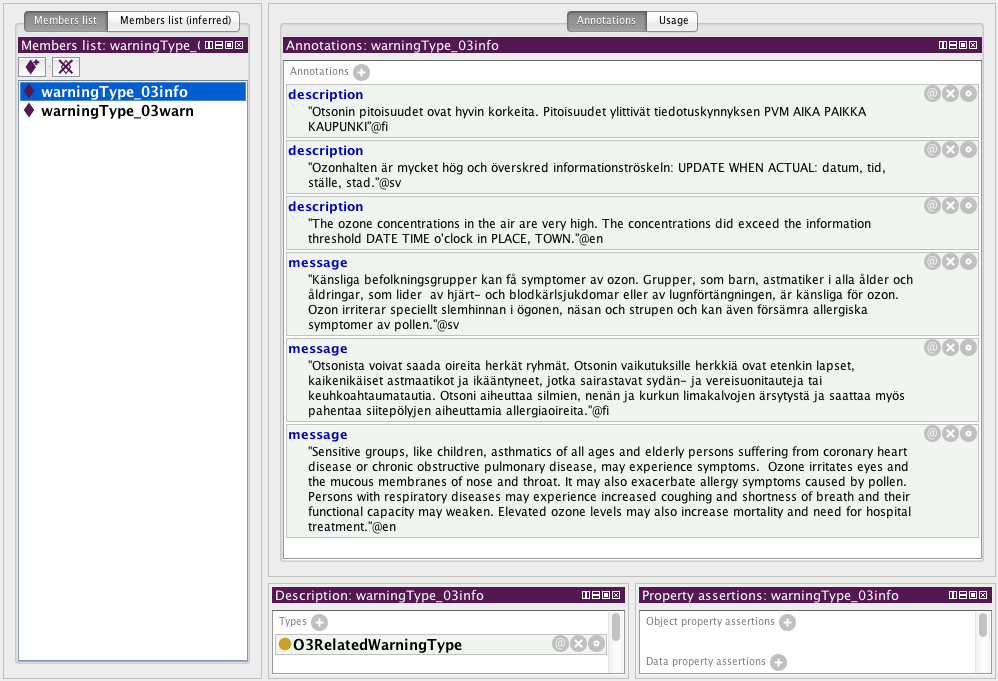 Members list
Members list (inferred)
Members list: warningType_(
warningType_03info
warningType_03warn
Annotations
Usage
Annotations: warningType_03info
Annotations
description
"Otsonin pitoisuudet ovat hyvin korkeita. Pitoisuudet ylittivät tiedotuskynnyksen PVM AIKA PAIKKA
KAUPUNKI"@fi
description
"Ozonhalten är mycket hög och överskred informationströskeln: UPDATE WHEN ACTUAL: datum, tid,
ställe, stad."@sv
description
"The ozone concentrations in the air are very high. The concentrations did exceed the information
threshold DATE TIME o'clock in PLACE, TOWN."@en
message
"Känsliga befolkningsgrupper kan få symptomer av ozon. Grupper, som barn, astmatiker i alla ålder och
åldringar, som lider  av hjärt- och blodkärlsjukdomar eller av lugnförtängningen, är känsliga för ozon.
Ozon irriterar speciellt slemhinnan i ögonen, näsan och strupen och kan även försämra allergiska
symptomer av pollen."@sv
message
"Otsonista voivat saada oireita herkät ryhmät. Otsonin vaikutuksille herkkiä ovat etenkin lapset,
kaikenikäiset astmaatikot ja ikääntyneet, jotka sairastavat sydän- ja vereisuonitauteja tai
keuhkoahtaumatautia. Otsoni aiheuttaa silmien, nenän ja kurkun limakalvojen ärsytystä ja saattaa myös
pahentaa siitepölyjen aiheuttamia allergiaoireita."@fi
message
"Sensitive groups, like children, asthmatics of all ages and elderly persons suffering from coronary heart
disease or chronic obstructive pulmonary disease, may experience symptoms.  Ozone irritates eyes and
the mucous membranes of nose and throat. It may also exacerbate allergy symptoms caused by pollen.
Persons with respiratory diseases may experience increased coughing and shortness of breath and their
functional capacity may weaken. Elevated ozone levels may also increase mortality and need for hospital
treatment."@en
Description: warningType_03info
Types
O3RelatedWarningType
Property assertions: warningType_03info
Object property assertions
Data property assertions